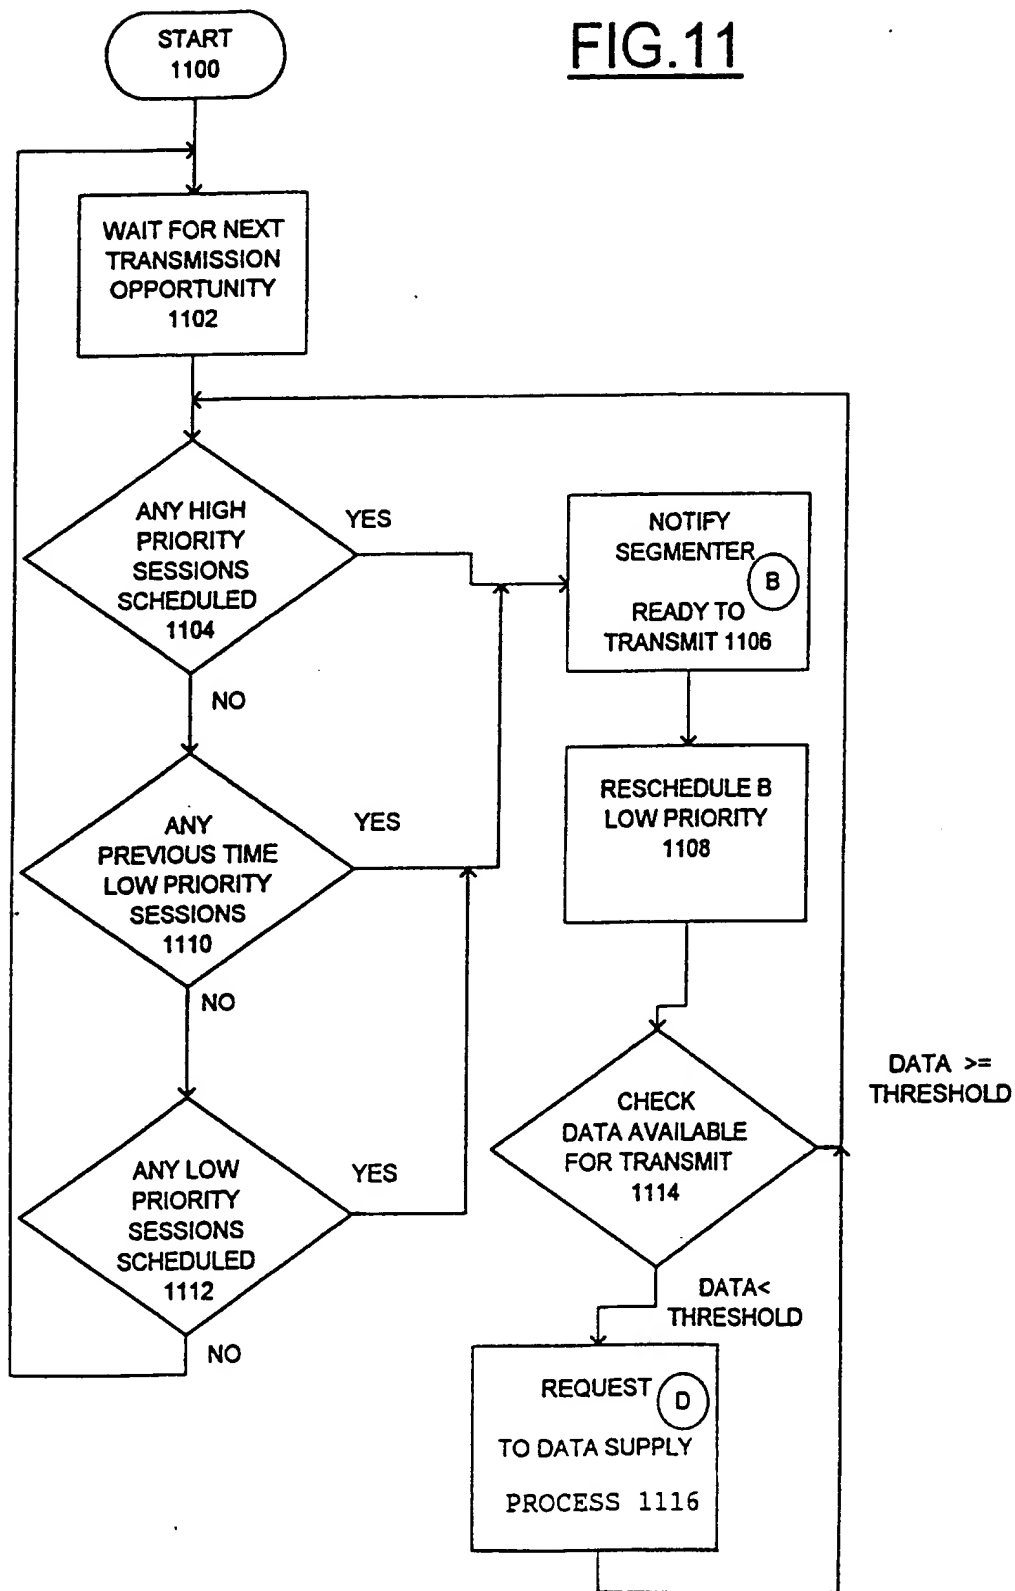 FIG.11
START
1100
WAIT FOR NEXT
TRANSMISSION
OPPORTUNITY
1102
ANY HIGH
PRIORITY
SESSIONS
SCHEDULED
1104
YES
NO
NOTIFY
SEGMENTER
B
READY TO
TRANSMIT 1106
RESCHEDULE B
LOW PRIORITY
1108
ANY
PREVIOUS TIME
LOW PRIORITY
SESSIONS
1110
YES
NO
CHECK
DATA AVAILABLE
FOR TRANSMIT
1114
DATA >=
THRESHOLD
ANY LOW
PRIORITY
SESSIONS
SCHEDULED
1112
YES
NO
DATA<
THRESHOLD
REQUEST
D
TO DATA SUPPLY
PROCESS 1116